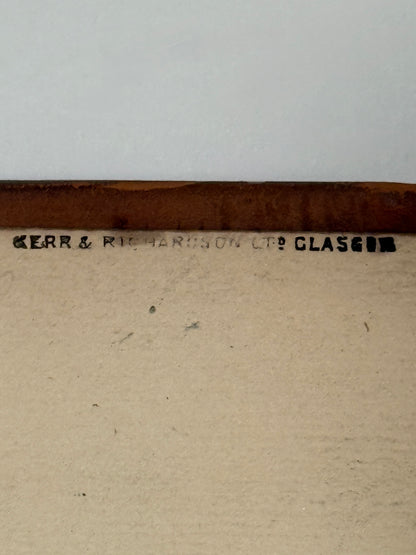 KERR & RICHARDSON LTD GLASGOW